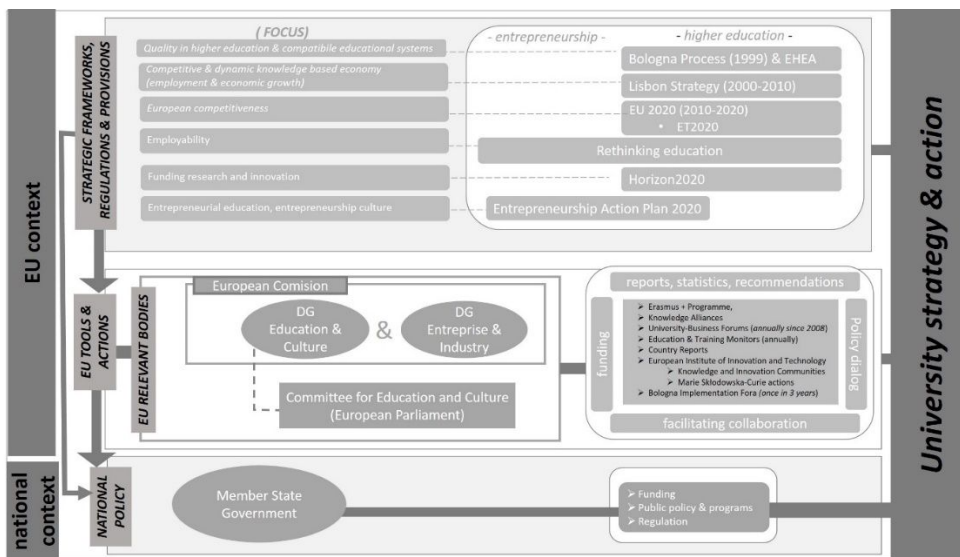 EU context
national context
STRATEGIC FRAMEWORKS,
REGULATIONS & PROVISIONS
( FOCUS)
- entrepreneurship -
- higher education -
Quality in higher education & compatibile educational systems
Bologna Process (1999) & EHEA
Competitive & dynamic knowledge based economy
(employment & economic growth)
Lisbon Strategy (2000-2010)
European competitiveness
EU 2020 (2010-2020)
• ET2020
Employability
Rethinking education
Funding research and innovation
Horizon2020
Entrepreneurial education, entrepreneurship culture
Entrepreneurship Action Plan 2020
EU TOOLS &
ACTIONS
EU RELEVANT BODIES
European Comision
DG
Education &
Culture
&
DG
Entreprise &
Industry
Committee for Education and Culture
(European Parliament)
reports, statistics, recommendations
funding
➢ Erasmus + Programme,
➢ Knowledge Alliances
➢ University-Business Forums (annually since 2008)
➢ Education & Training Monitors (annually)
➢ Country Reports
➢ European Institute of Innovation and Technology
➢ Knowledge and Innovation Communities
➢ Marie Skłodowska-Curie actions
➢ Bologna Implementation Fora (once in 3 years)
Policy dialog
facilitating collaboration
NATIONAL
POLICY
Member State
Government
➢ Funding
➢ Public policy & programs
➢ Regulation
University strategy & action